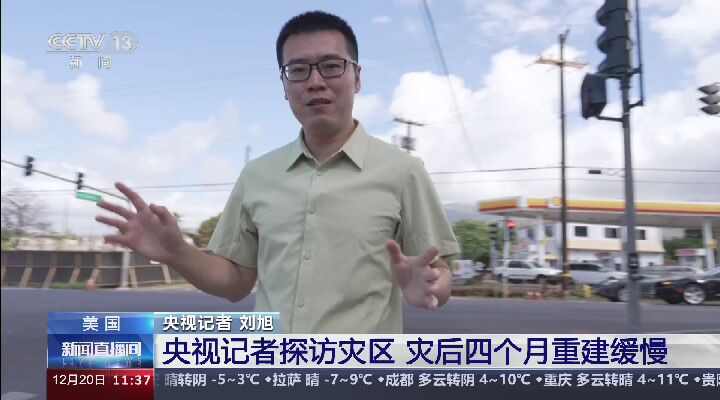 CCTV 13
新闻
美国
央视记者 刘旭
新闻直播间
央视记者探访灾区 灾后四个月重建缓慢
12月20日 11:37
晴转阴 -5~3℃ •拉萨 晴 -7~9℃ •成都 多云转阴 4~10℃ •重庆 多云转晴 4~11℃ •贵阳